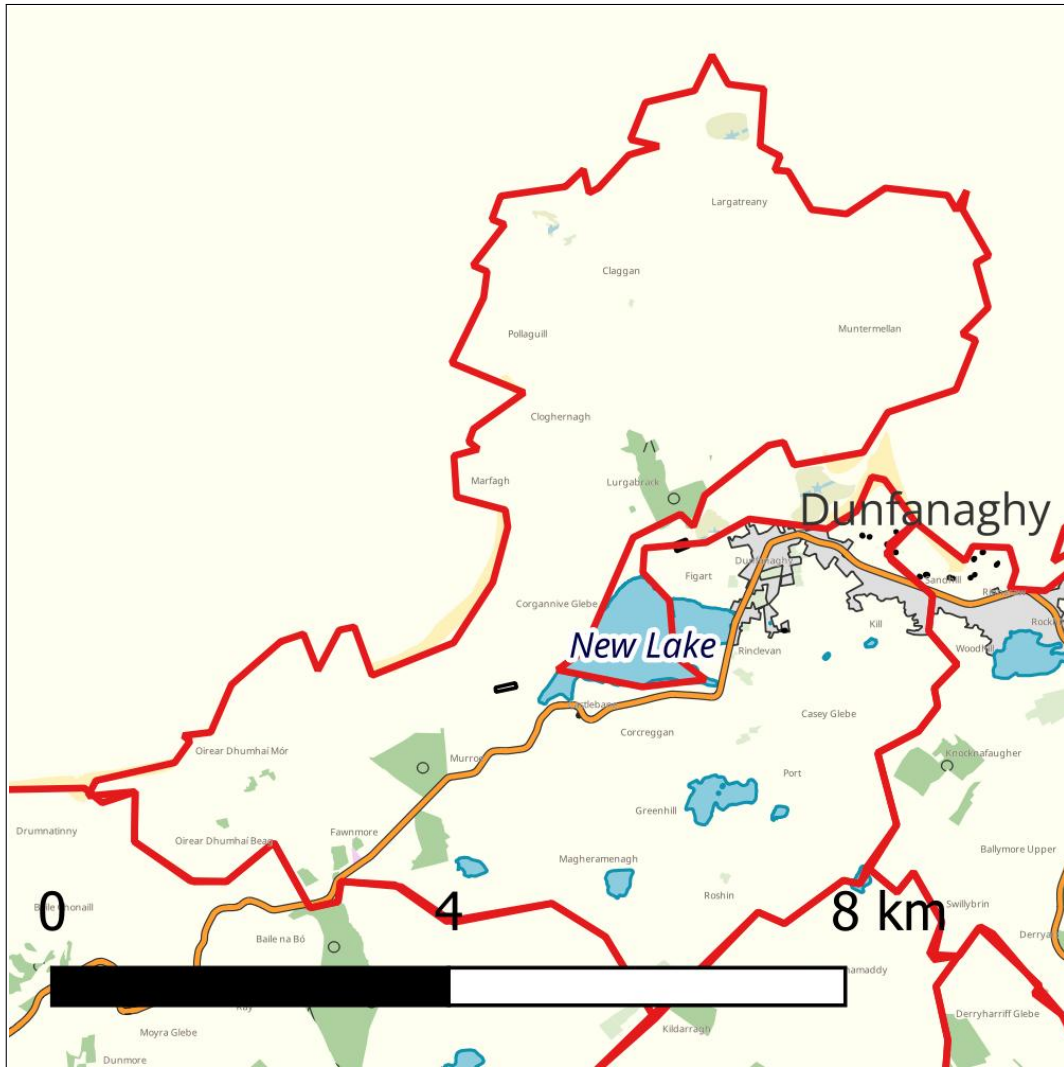 Largatreany
Claggan
Pollaguill
Muntermellan
Cloghernagh
Marfagh
Lurgabrack
Dunfanaghy
Dunfanaghy
Figart
Sandhill
Corgannive Glebe
Kill
New Lake
Rinclevan
Woodhill
Casey Glebe
Corcreggan
Oirear Dhumhaí Mór
Knocknafaugher
Port
Greenhill
Drumnatinny
Fawnmore
Oirear Dhumhaí Beag
Ballymore Upper
Magheramenagh
Roshin
Swillybrin
0
4
8 km
Baile na Bó
Derryharriff Glebe
Moyra Glebe
Kildarragh
Dunmore